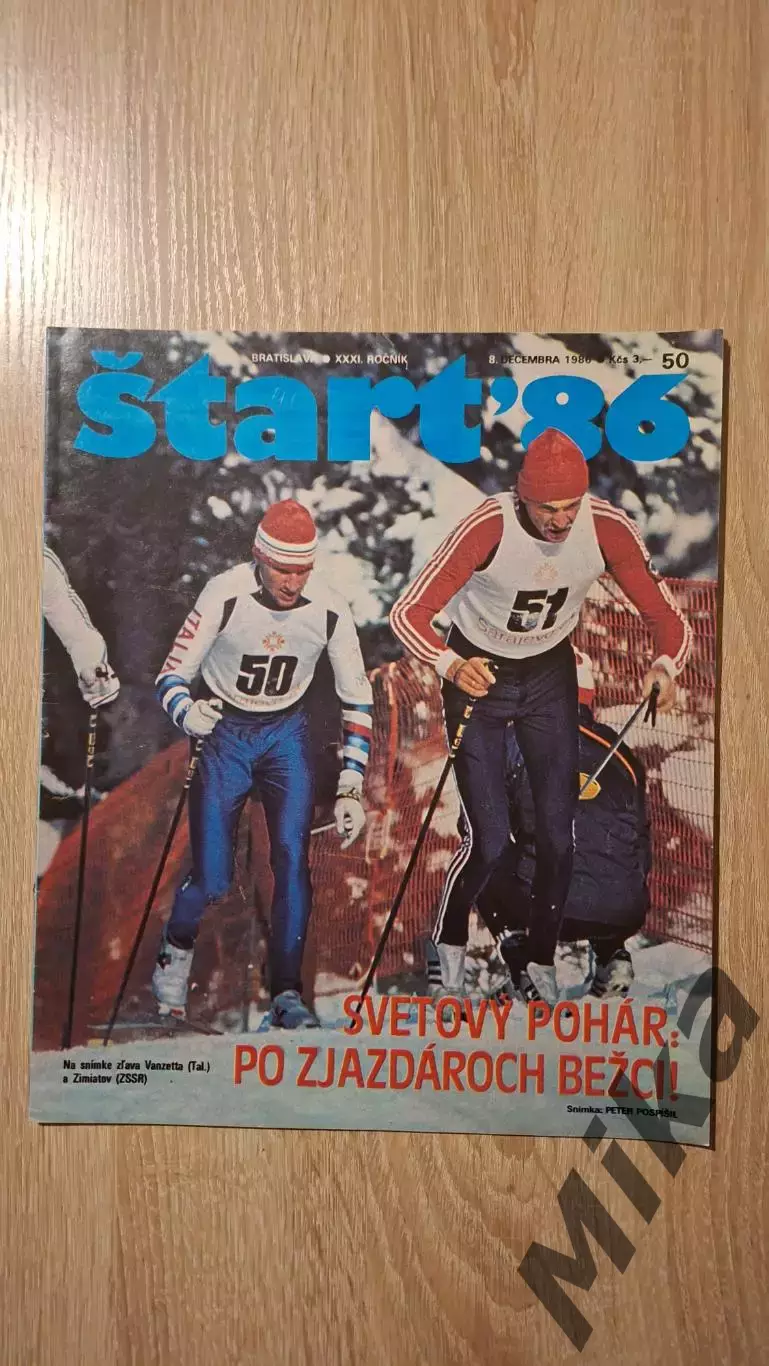 BRATISLAVA ● XXXI. ROČNÍK 8. DECEMBRA 1986 ● Kčs 3,— 50
štart'86
ITALIA
50
51
Sarajevo
SVETOVÝ POHÁR:
PO ZJAZDÁROCH BEŽCI!
Na snímke zľava Vanzetta (Tal.)
a Zimiatov (ZSSR)
Snímka: PETER POSPÍŠIL
Mika